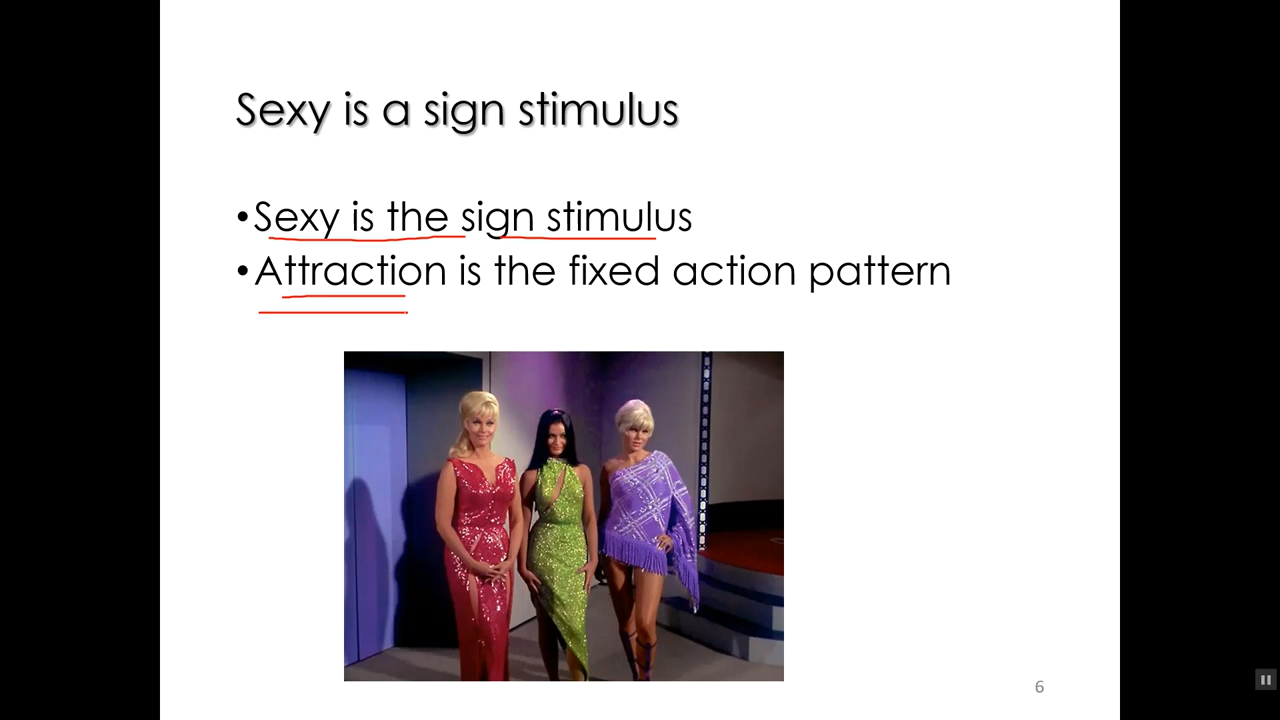 Sexy is a sign stimulus
•Sexy is the sign stimulus
•Attraction is the fixed action pattern
6